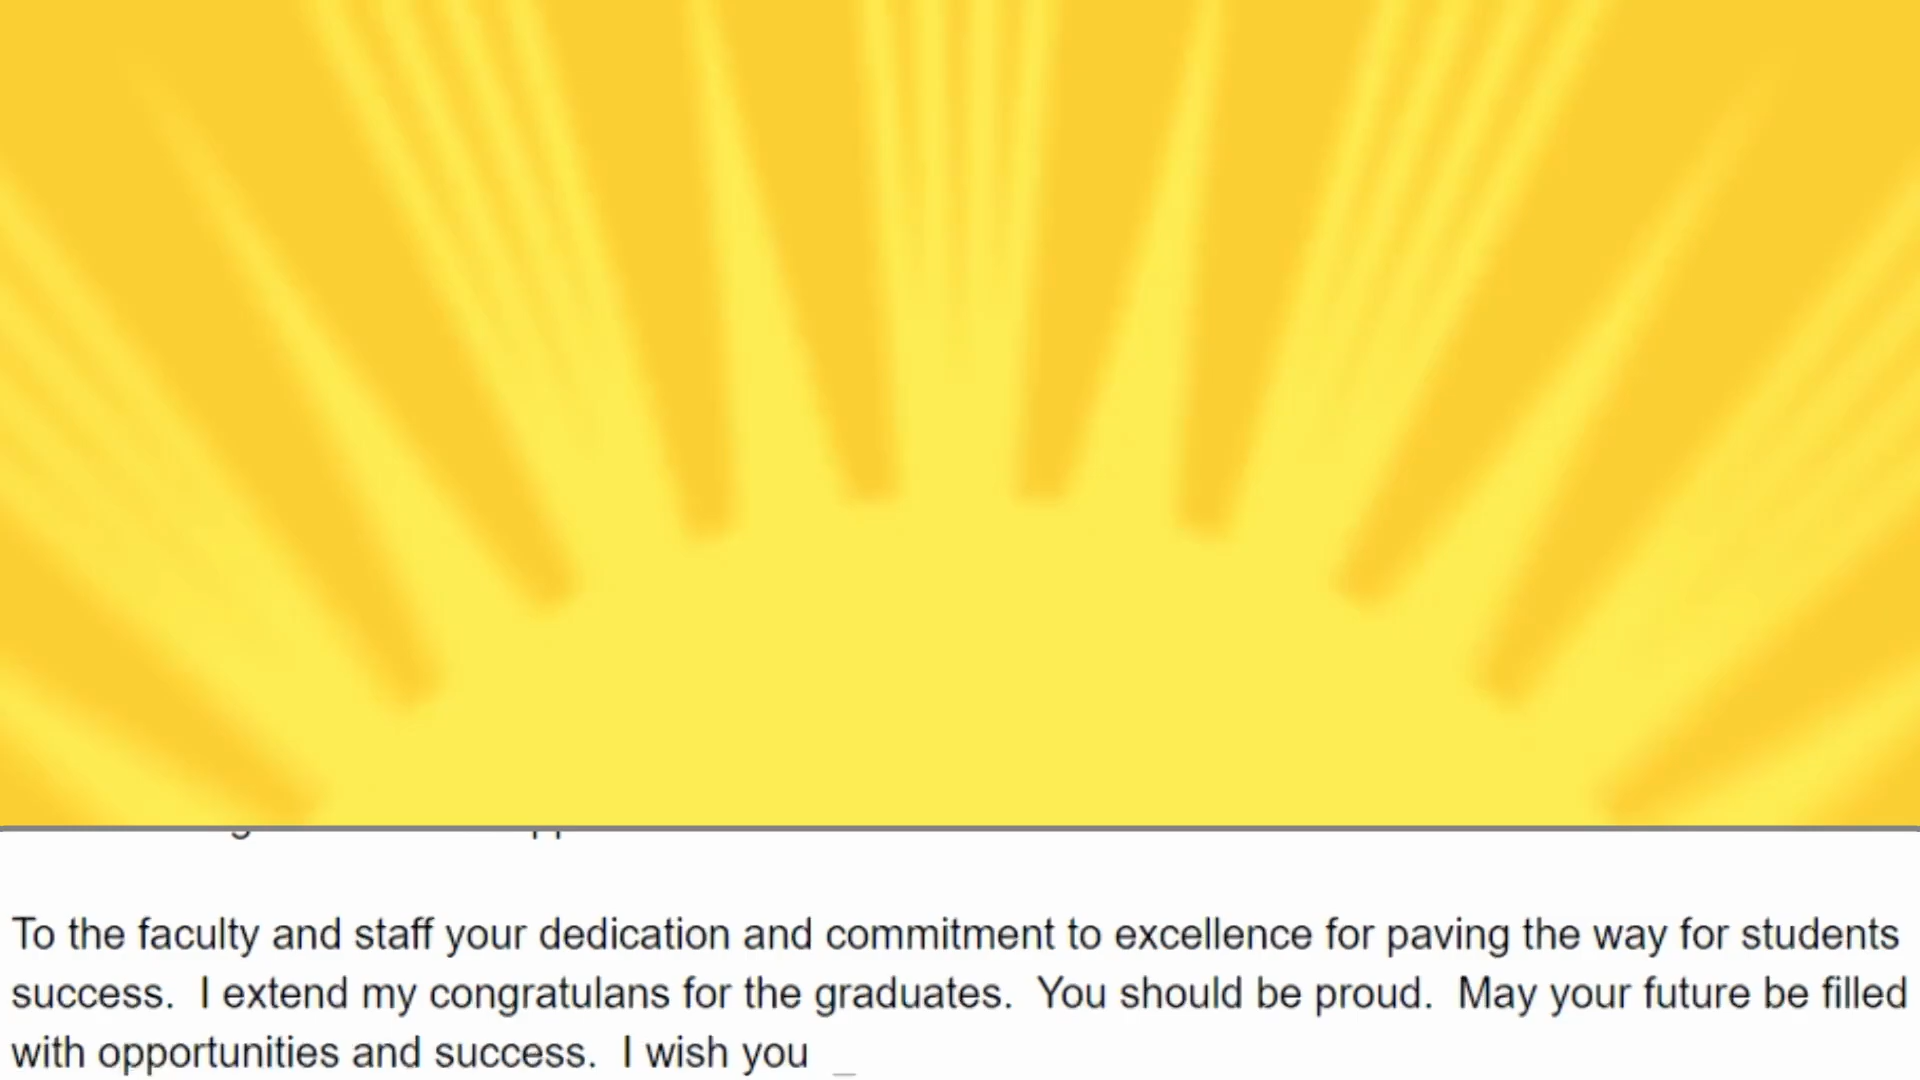 To the faculty and staff your dedication and commitment to excellence for paving the way for students
success.  I extend my congratulans for the graduates.  You should be proud.  May your future be filled
with opportunities and success.  I wish you  _